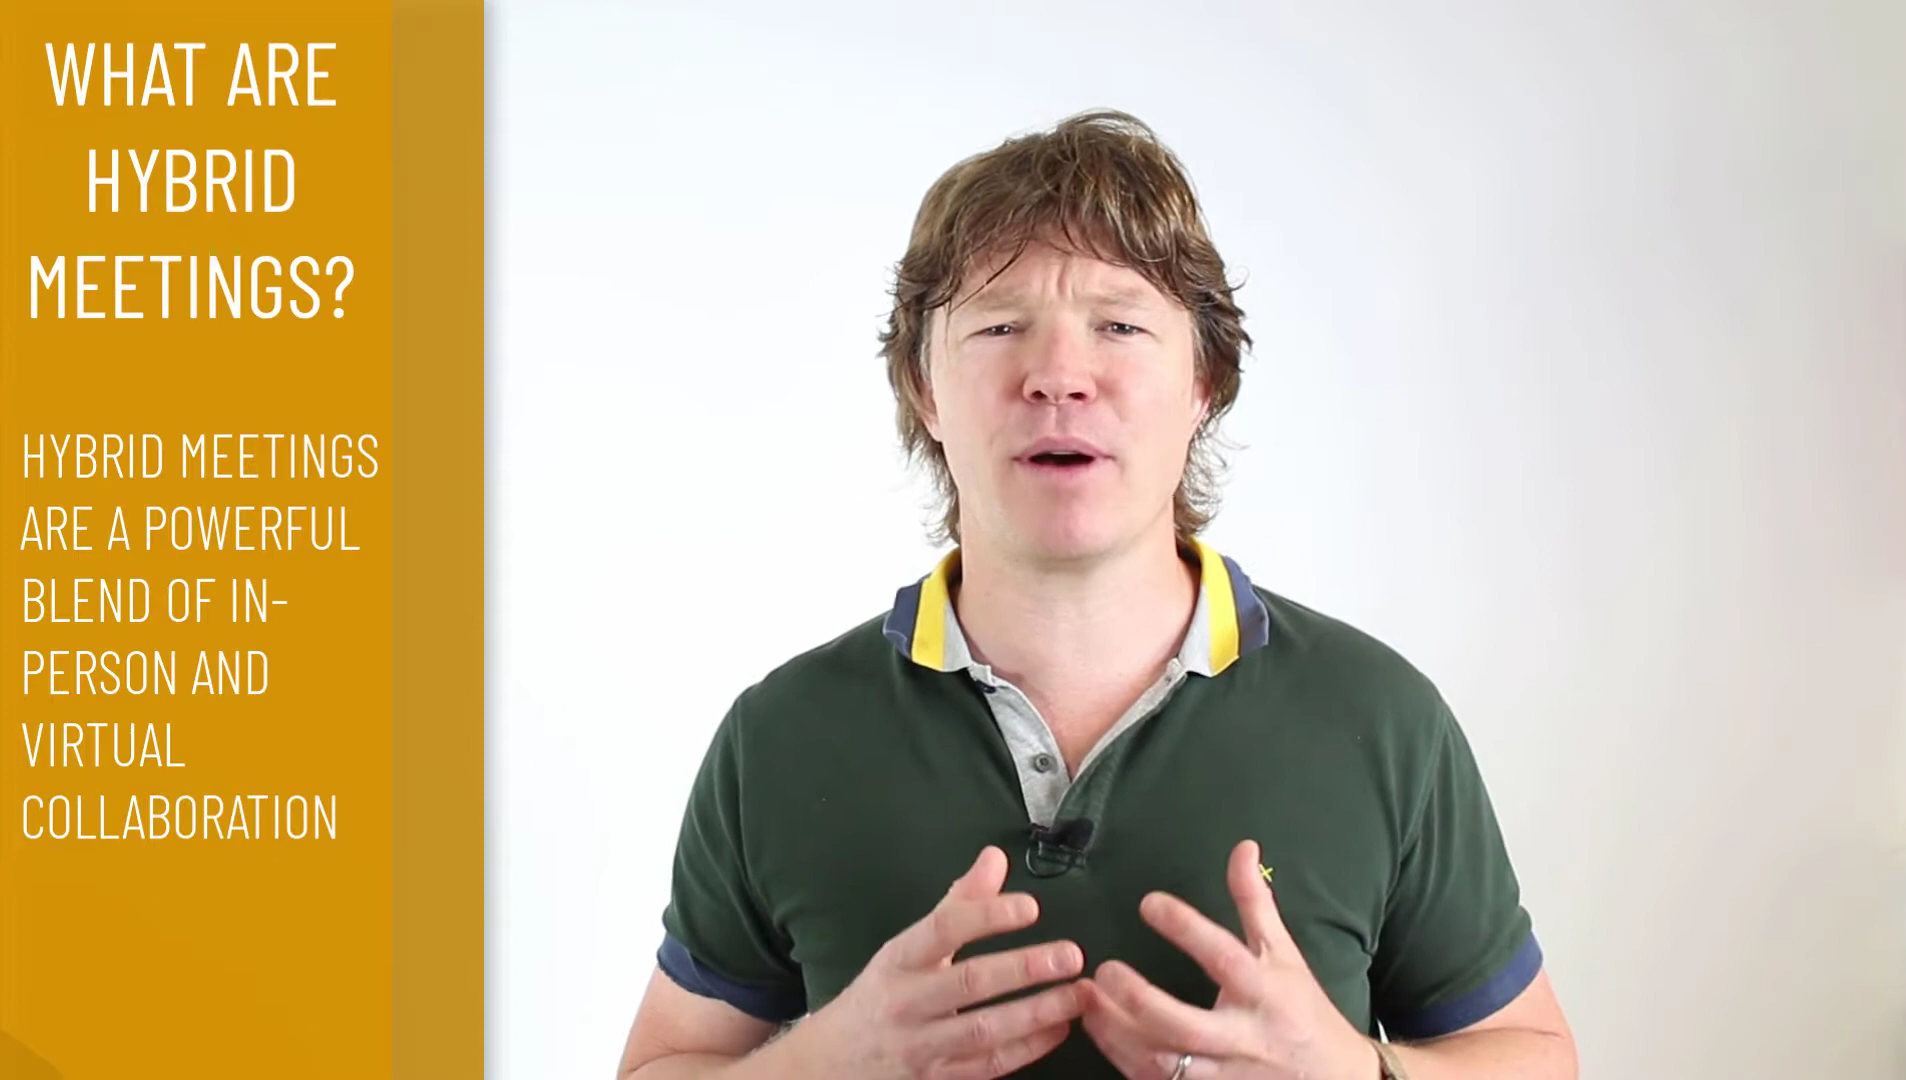 WHAT ARE
HYBRID
MEETINGS?
HYBRID MEETINGS
ARE A POWERFUL
BLEND OF IN-
PERSON AND
VIRTUAL
COLLABORATION